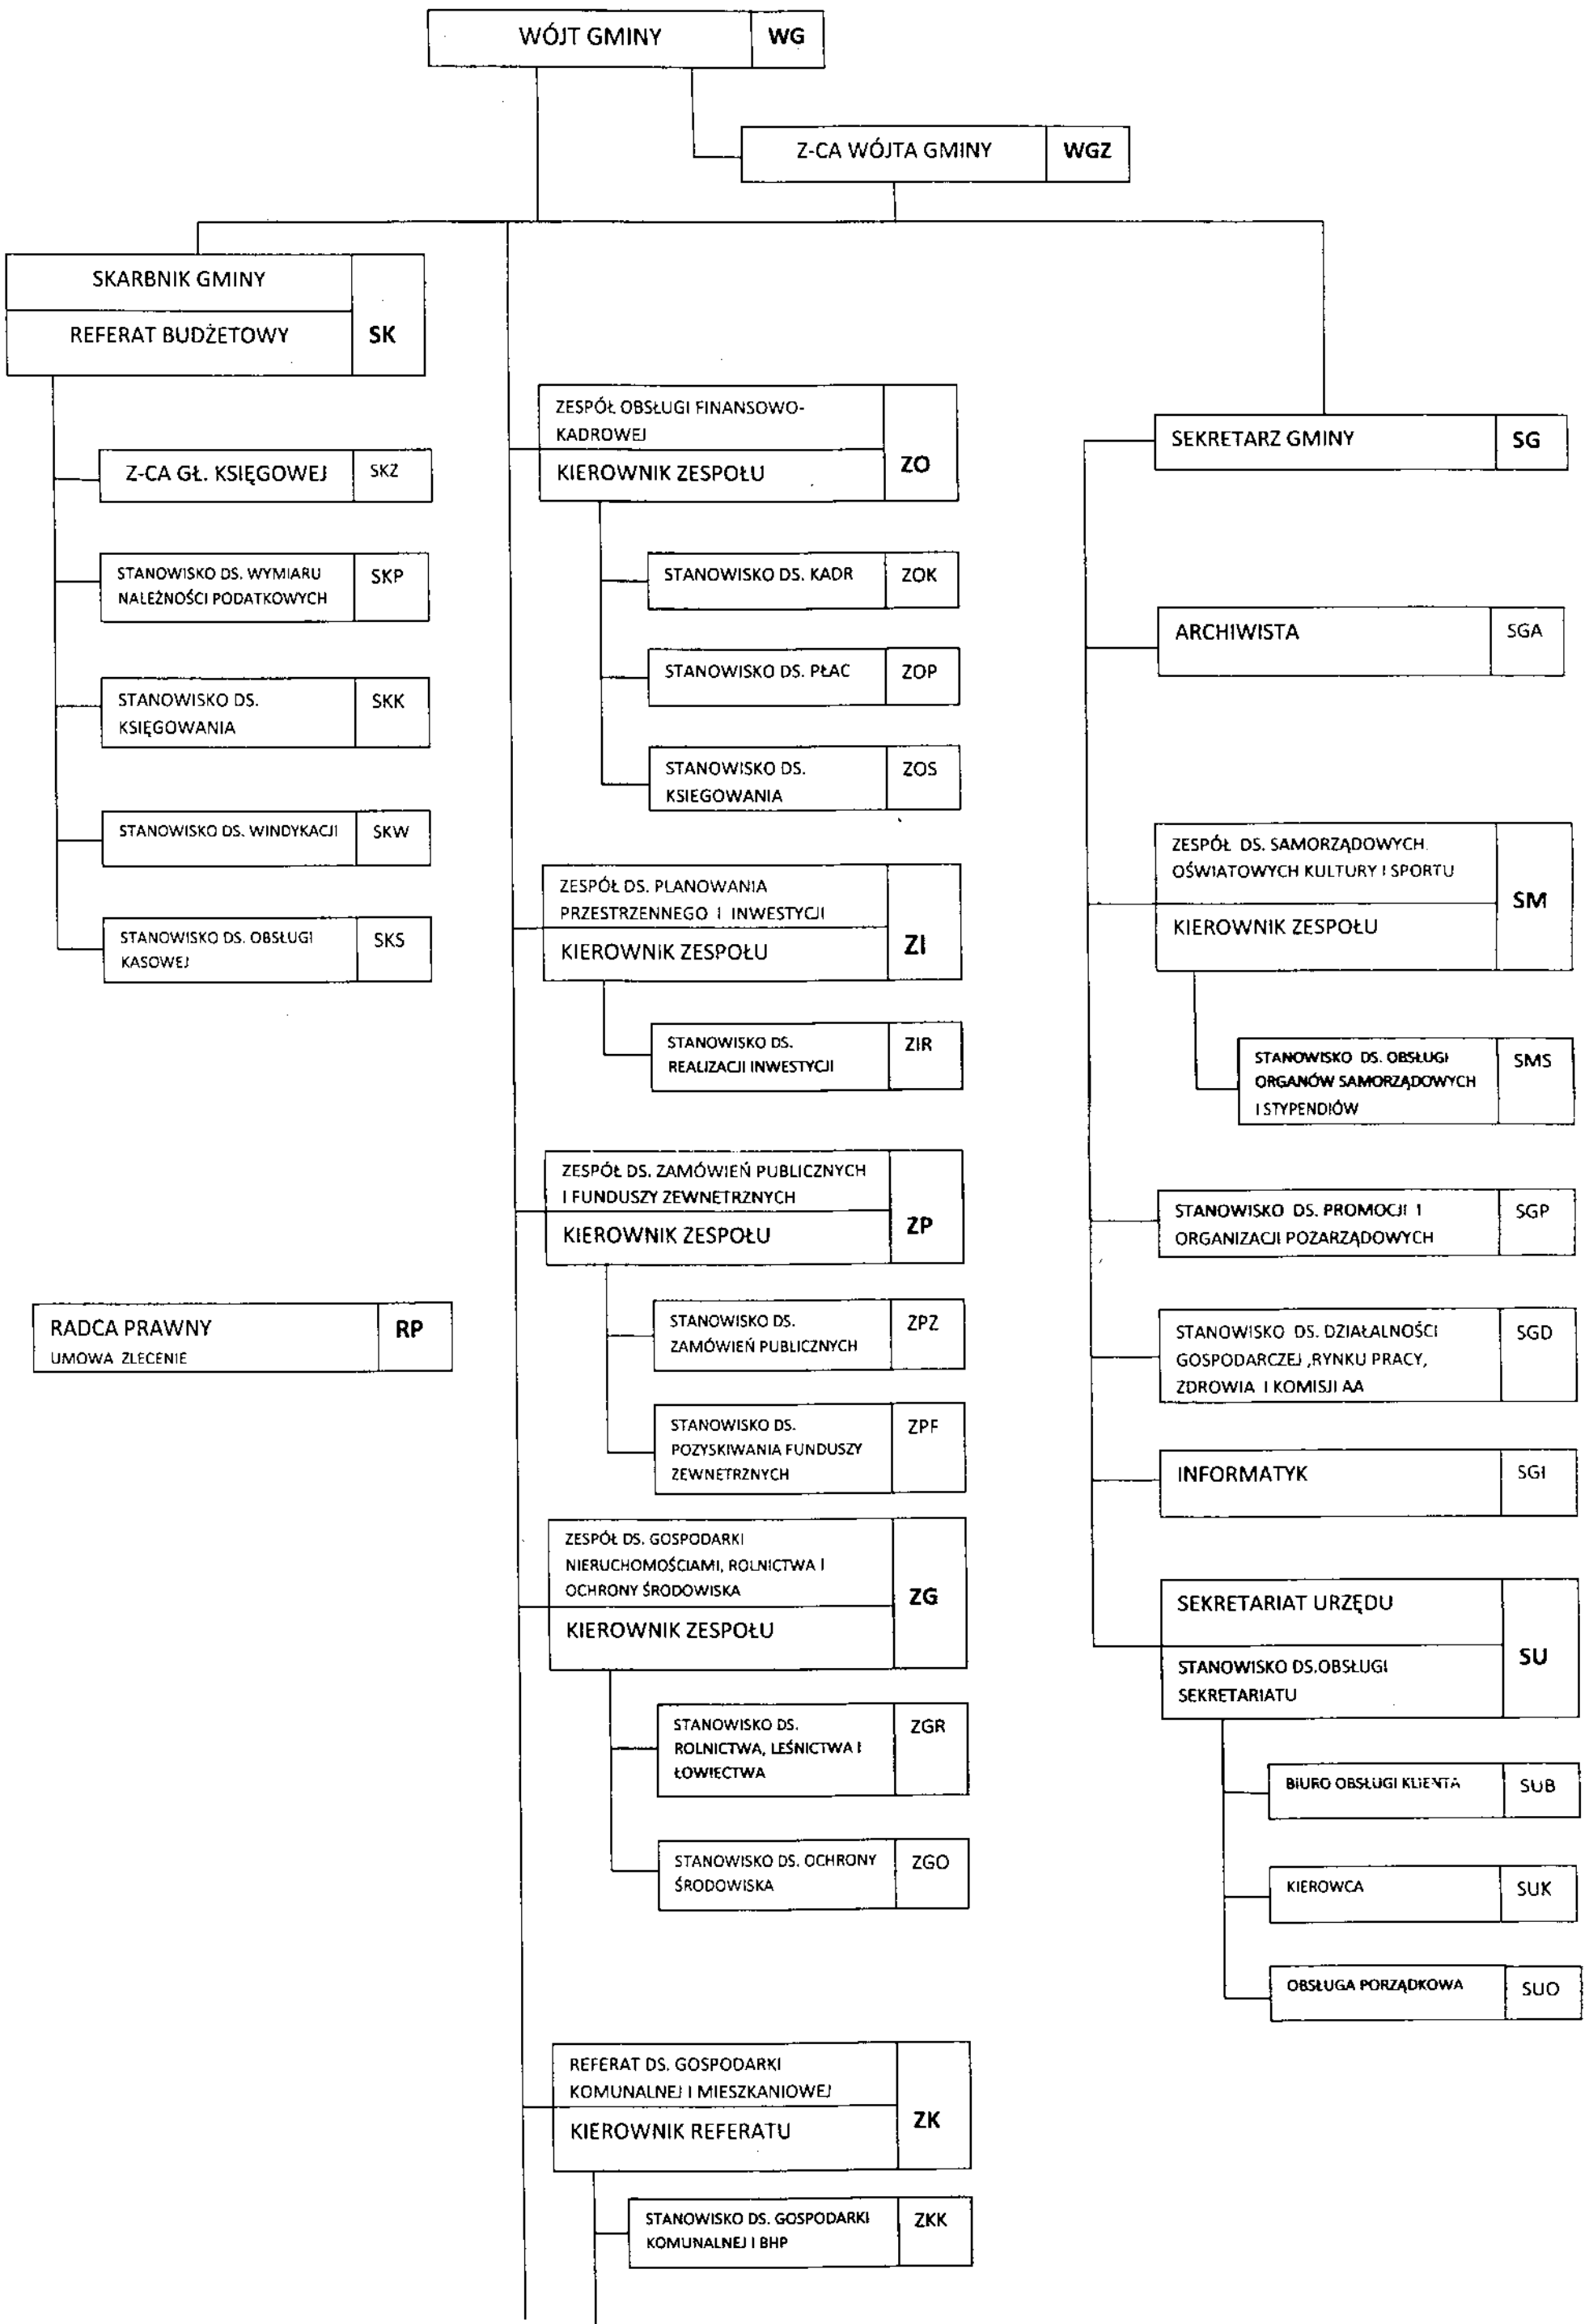 WÓJT GMINY WG
Z-CA WÓJTA GMINY WGZ
SKARBNIK GMINY
REFERAT BUDŻETOWY SK
Z-CA GŁ. KSIĘGOWEJ SKZ
STANOWISKO DS. WYMIARU SKP
NALEŻNOŚCI PODATKOWYCH
STANOWISKO DS. SKK
KSIĘGOWANIA
STANOWISKO DS. WINDYKACJI SKW
STANOWISKO DS. OBSŁUGI SKS
KASOWEJ
RADCA PRAWNY RP
UMOWA ZLECENIE
ZESPÓŁ OBSŁUGI FINANSOWO-
KADROWEJ
KIEROWNIK ZESPOŁU ZO
STANOWISKO DS. KADR ZOK
STANOWISKO DS. PŁAC ZOP
STANOWISKO DS. ZOS
KSIEGOWANIA
ZESPÓŁ DS. PLANOWANIA
PRZESTRZENNEGO I INWESTYCJI
KIEROWNIK ZESPOŁU ZI
STANOWISKO DS. ZIR
REALIZACJI INWESTYCJI
ZESPÓŁ DS. ZAMÓWIEŃ PUBLICZNYCH
I FUNDUSZY ZEWNETRZNYCH
KIEROWNIK ZESPOŁU ZP
STANOWISKO DS. ZPZ
ZAMÓWIEŃ PUBLICZNYCH
STANOWISKO DS. ZPF
POZYSKIWANIA FUNDUSZY
ZEWNETRZNYCH
ZESPÓŁ DS. GOSPODARKI
NIERUCHOMOŚCIAMI, ROLNICTWA I
OCHRONY ŚRODOWISKA ZG
KIEROWNIK ZESPOŁU
STANOWISKO DS. ZGR
ROLNICTWA, LEŚNICTWA I
ŁOWIECTWA
STANOWISKO DS. OCHRONY ZGO
ŚRODOWISKA
REFERAT DS. GOSPODARKI
KOMUNALNEJ I MIESZKANIOWEJ
KIEROWNIK REFERATU ZK
STANOWISKO DS. GOSPODARKI ZKK
KOMUNALNEJ I BHP
SEKRETARZ GMINY SG
ARCHIWISTA SGA
ZESPÓŁ DS. SAMORZĄDOWYCH
OŚWIATOWYCH KULTURY I SPORTU
KIEROWNIK ZESPOŁU SM
STANOWISKO DS. OBSŁUGI SMS
ORGANÓW SAMORZĄDOWYCH
I STYPENDIÓW
STANOWISKO DS. PROMOCJI I SGP
ORGANIZACJI POZARZĄDOWYCH
STANOWISKO DS. DZIAŁALNOŚCI SGD
GOSPODARCZEJ ,RYNKU PRACY,
ZDROWIA I KOMISJI AA
INFORMATYK SGI
SEKRETARIAT URZĘDU
STANOWISKO DS.OBSŁUGI SU
SEKRETARIATU
BIURO OBSŁUGI KLIENTA SUB
KIEROWCA SUK
OBSŁUGA PORZĄDKOWA SUO